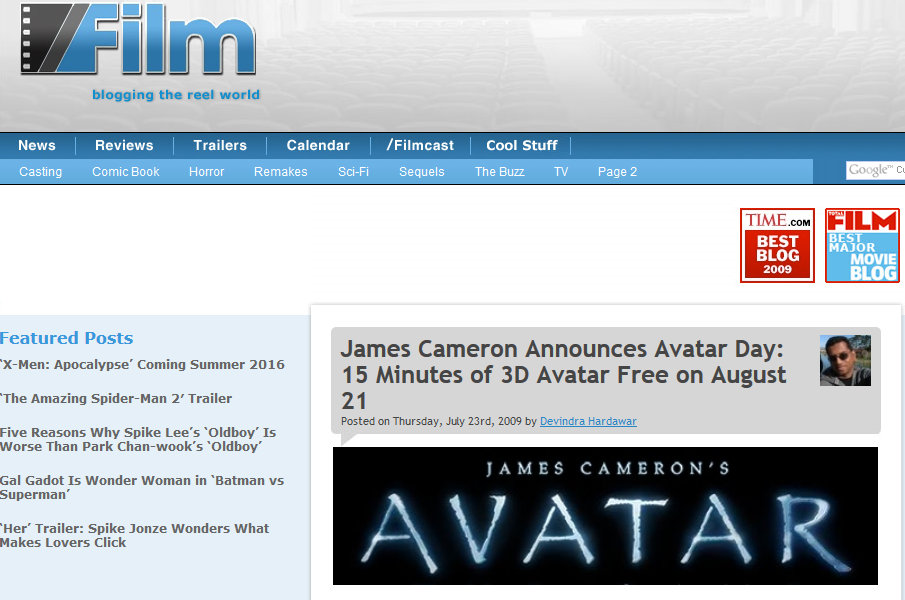 /Film
blogging the reel world
News Reviews Trailers Calendar /Filmcast Cool Stuff
Casting Comic Book Horror Remakes Sci-Fi Sequels The Buzz TV Page 2
Google™
TIME.COM
BEST
BLOG
2009
TOTAL
FILM
BEST
MAJOR
MOVIE
BLOG
Featured Posts
‘X-Men: Apocalypse’ Coming Summer 2016
‘The Amazing Spider-Man 2’ Trailer
Five Reasons Why Spike Lee’s ‘Oldboy’ Is
Worse Than Park Chan-wook’s ‘Oldboy’
Gal Gadot Is Wonder Woman in ‘Batman vs
Superman’
‘Her’ Trailer: Spike Jonze Wonders What
Makes Lovers Click
James Cameron Announces Avatar Day:
15 Minutes of 3D Avatar Free on August
21
Posted on Thursday, July 23rd, 2009 by Devindra Hardawar
JAMES CAMERON'S
AVATAR